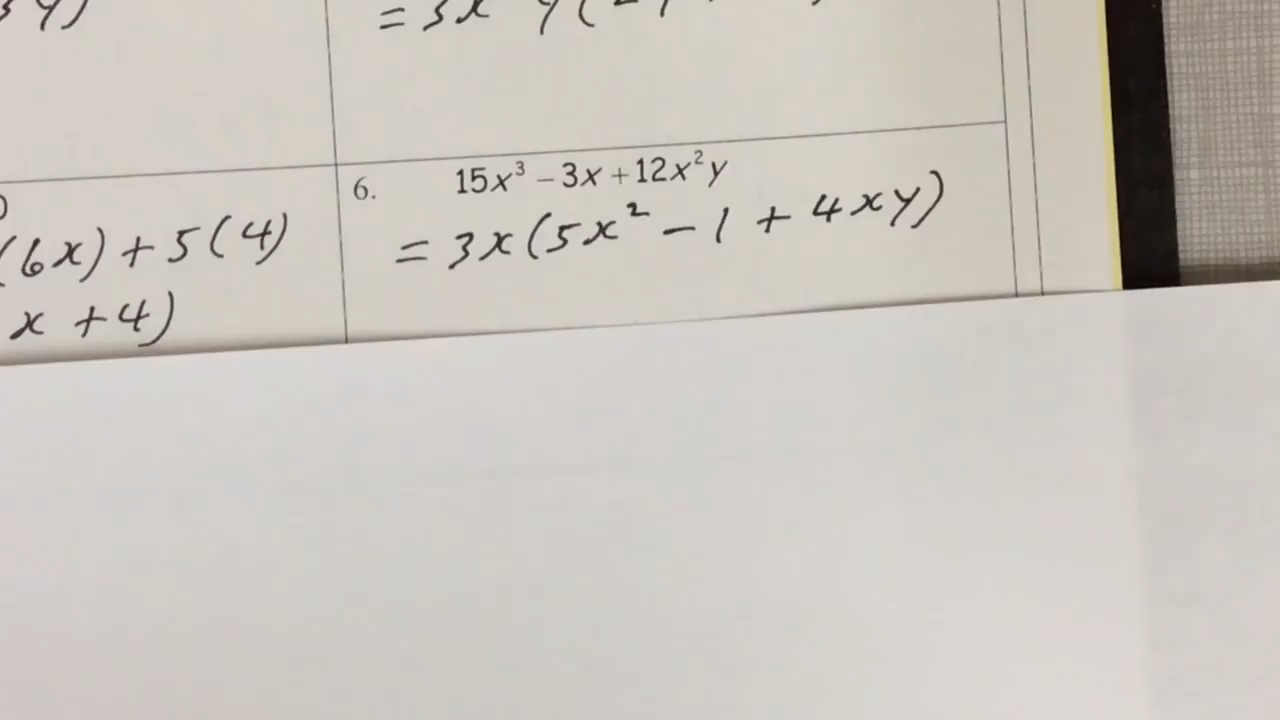 6. 15x³ – 3x + 12x²y
= 3x(5x² – 1 + 4xy)
(6x) + 5(4)
x + 4)